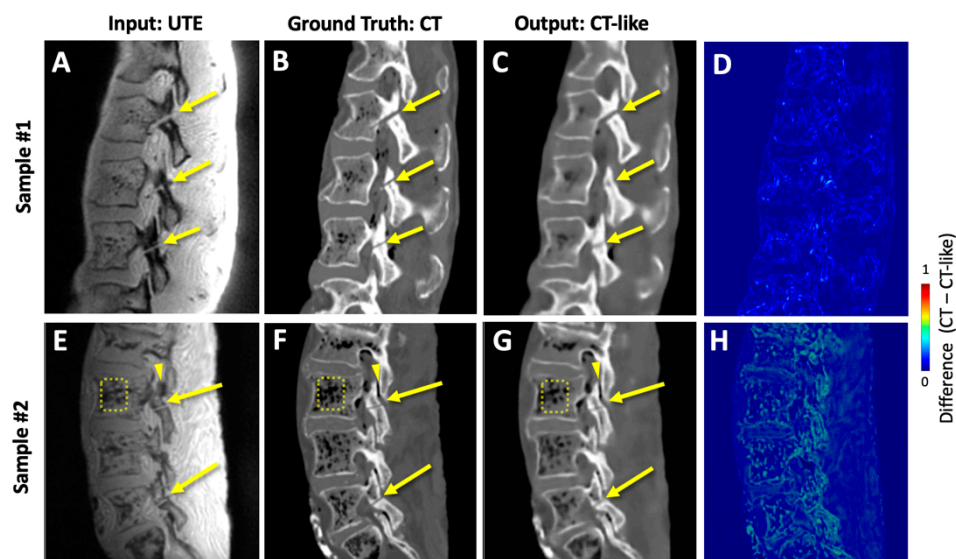 Input: UTE
Ground Truth: CT
Output: CT-like
Sample #1
A
B
C
D
Sample #2
E
F
G
H
1
0
Difference (CT – CT-like)